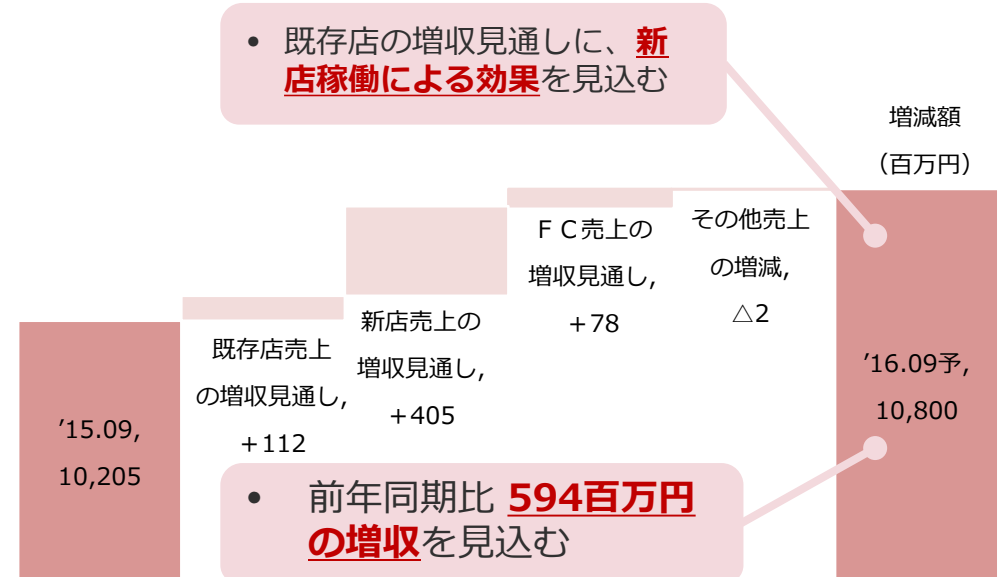 • 既存店の増収見通しに、新
店稼働による効果を見込む
増減額
（百万円）
ＦＣ売上の
増収見通し,
＋78
その他売上
の増減,
△2
新店売上の
増収見通し,
＋405
既存店売上
の増収見通し,
＋112
’15.09,
10,205
’16.09予,
10,800
• 前年同期比 594百万円
の増収を見込む